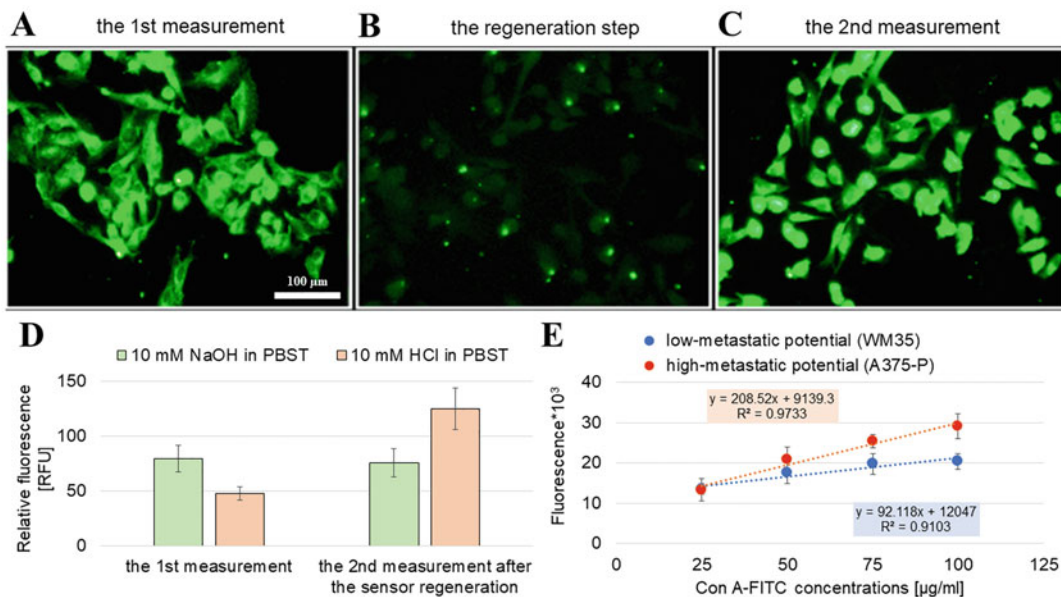 A
the 1st measurement
B
the regeneration step
C
the 2nd measurement
100 µm
D
10 mM NaOH in PBST
10 mM HCl in PBST
Relative fluorescence
[RFU]
150
100
50
0
the 1st measurement
the 2nd measurement after
the sensor regeneration
E
low-metastatic potential (WM35)
high-metastatic potential (A375-P)
Fluorescence*10³
40
30
20
10
0
y = 208.52x + 9139.3
R² = 0.9733
y = 92.118x + 12047
R² = 0.9103
0
25
50
75
100
125
Con A-FITC concentrations [µg/ml]